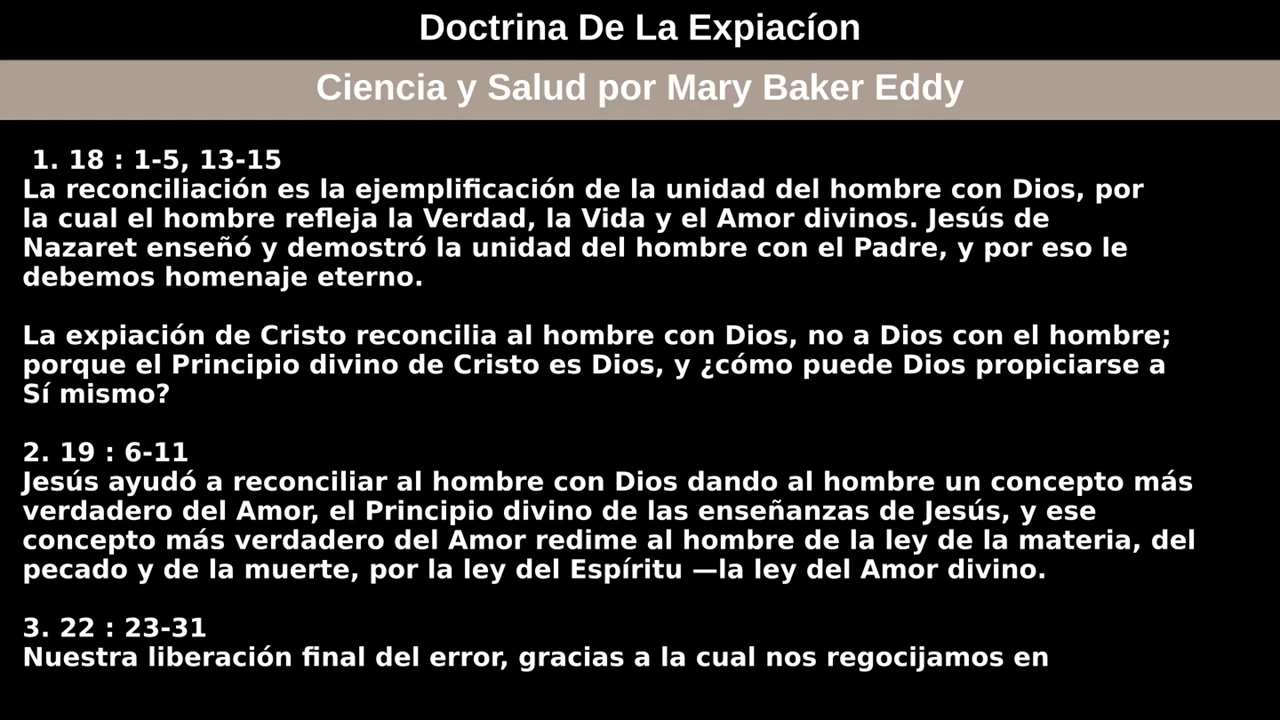 Doctrina De La Expiacíon
Ciencia y Salud por Mary Baker Eddy
1. 18 : 1-5, 13-15
La reconciliación es la ejemplificación de la unidad del hombre con Dios, por
la cual el hombre refleja la Verdad, la Vida y el Amor divinos. Jesús de
Nazaret enseñó y demostró la unidad del hombre con el Padre, y por eso le
debemos homenaje eterno.
La expiación de Cristo reconcilia al hombre con Dios, no a Dios con el hombre;
porque el Principio divino de Cristo es Dios, y ¿cómo puede Dios propiciarse a
Sí mismo?
2. 19 : 6-11
Jesús ayudó a reconciliar al hombre con Dios dando al hombre un concepto más
verdadero del Amor, el Principio divino de las enseñanzas de Jesús, y ese
concepto más verdadero del Amor redime al hombre de la ley de la materia, del
pecado y de la muerte, por la ley del Espíritu —la ley del Amor divino.
3. 22 : 23-31
Nuestra liberación final del error, gracias a la cual nos regocijamos en